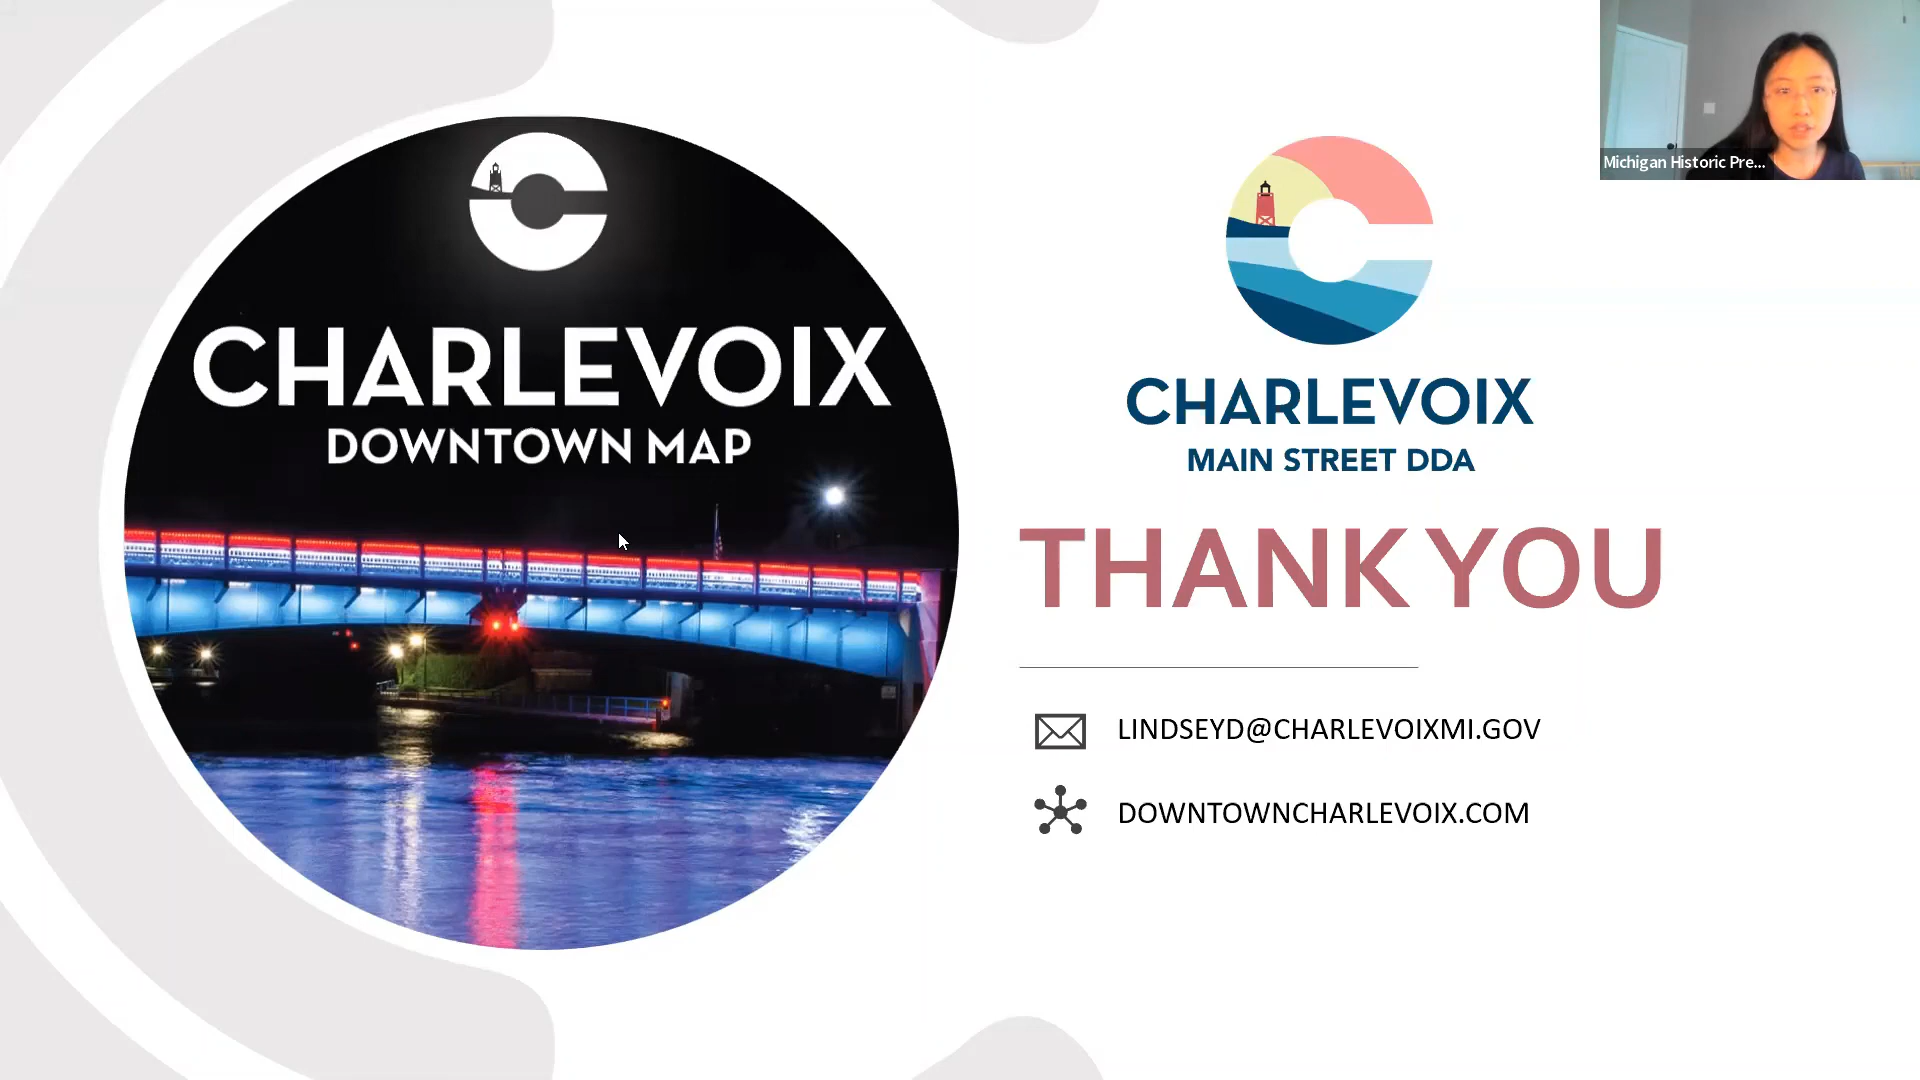 CHARLEVOIX
DOWNTOWN MAP
CHARLEVOIX
MAIN STREET DDA
THANK YOU
LINDSEYD@CHARLEVOIXMI.GOV
DOWNTOWNCHARLEVOIX.COM
Michigan Historic Pre...